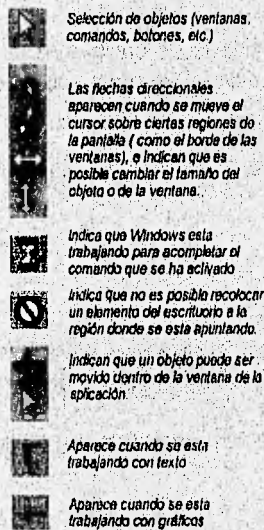 Selección de objetos (ventanas,
comandos, botones, etc.)
Las flechas direccionales
aparecen cuando se mueve el
cursor sobre ciertas regiones de
la pantalla ( como el borde de las
ventanas), e Indican que es
posible cambiar el tamaño del
objeto o de la ventana.
Indica que Windows esta
trabajando para acompletar el
comando que se ha activado
Indica que no es posible recolocar
un elemento del escritorio a la
región donde se esta apuntando.
Indican que un objeto puede ser
movido dentro de la ventana de la
aplicación
Aparece cuando se esta
trabajando con texto
Aparece cuando se esta
trabajando con gráficos